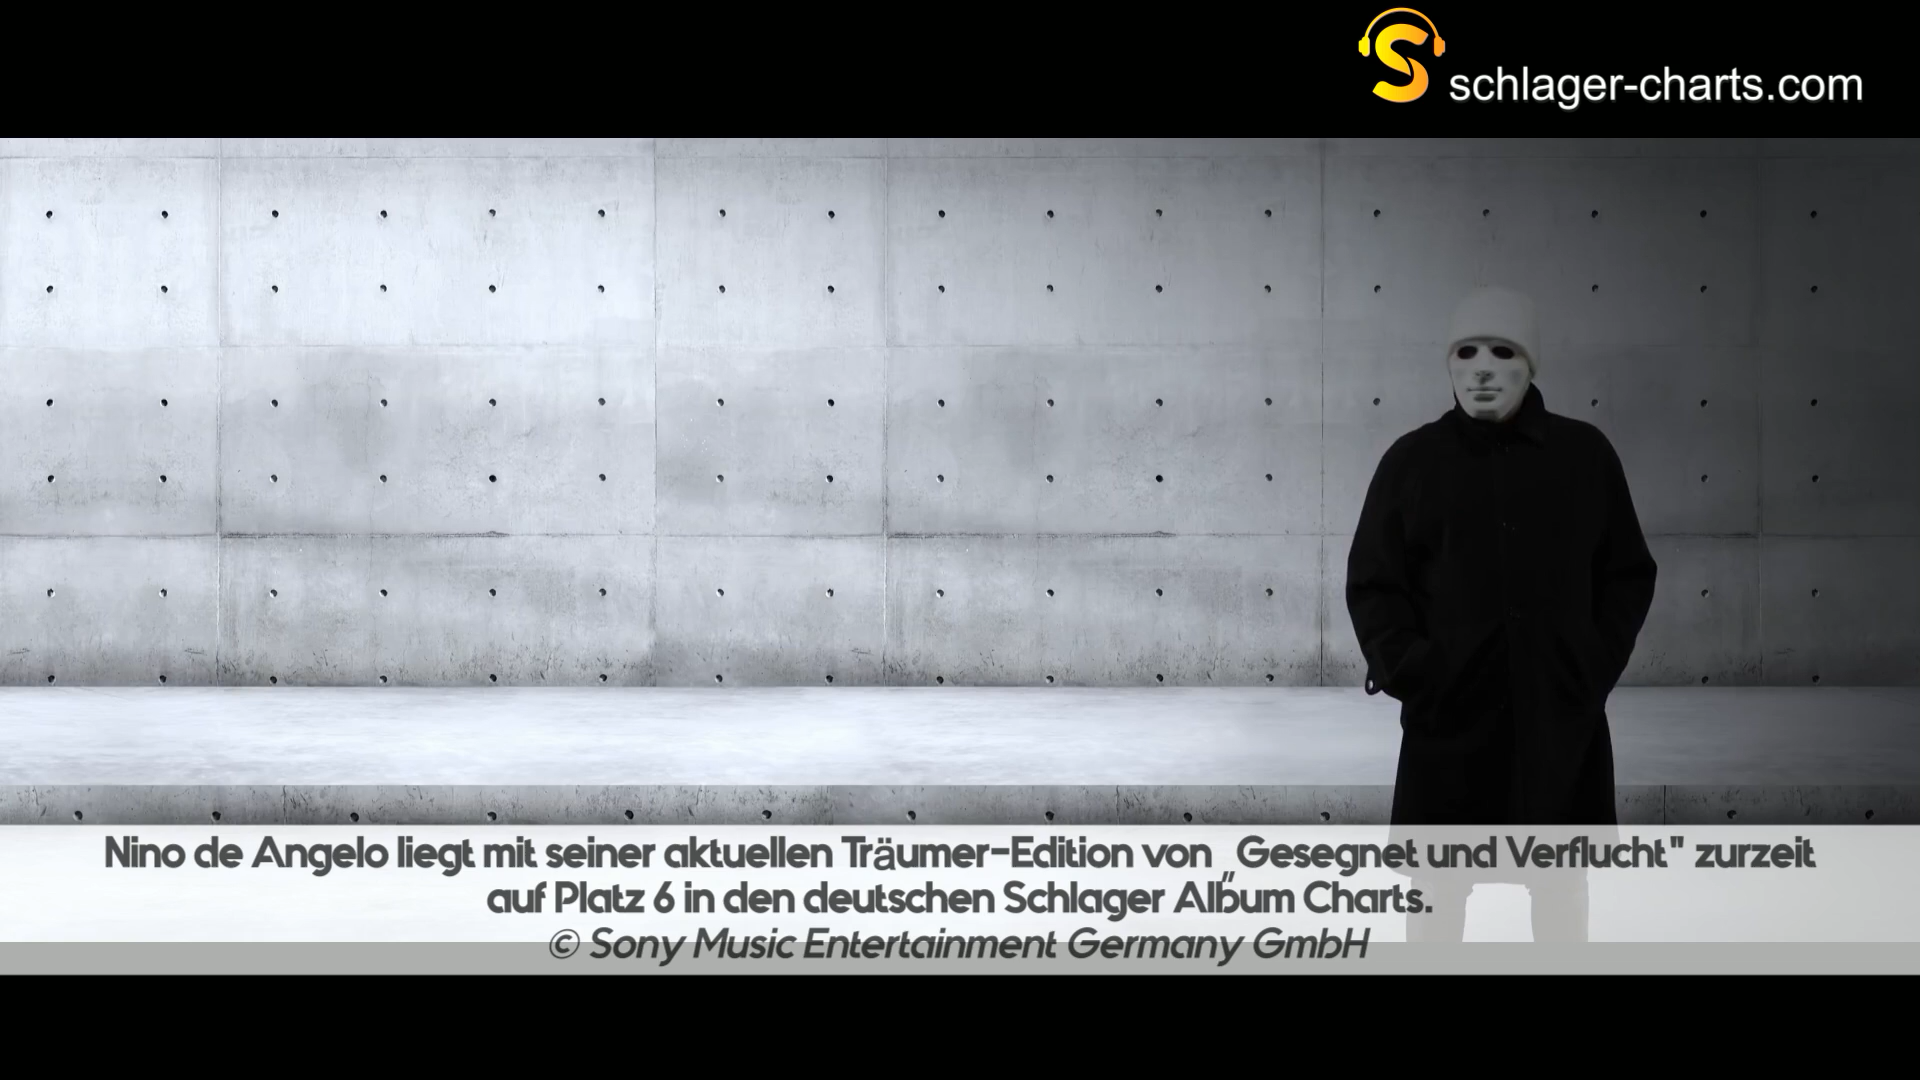 schlager-charts.com
Nino de Angelo liegt mit seiner aktuellen Träumer-Edition von „Gesegnet und Verflucht" zurzeit
auf Platz 6 in den deutschen Schlager Album Charts.
© Sony Music Entertainment Germany GmbH